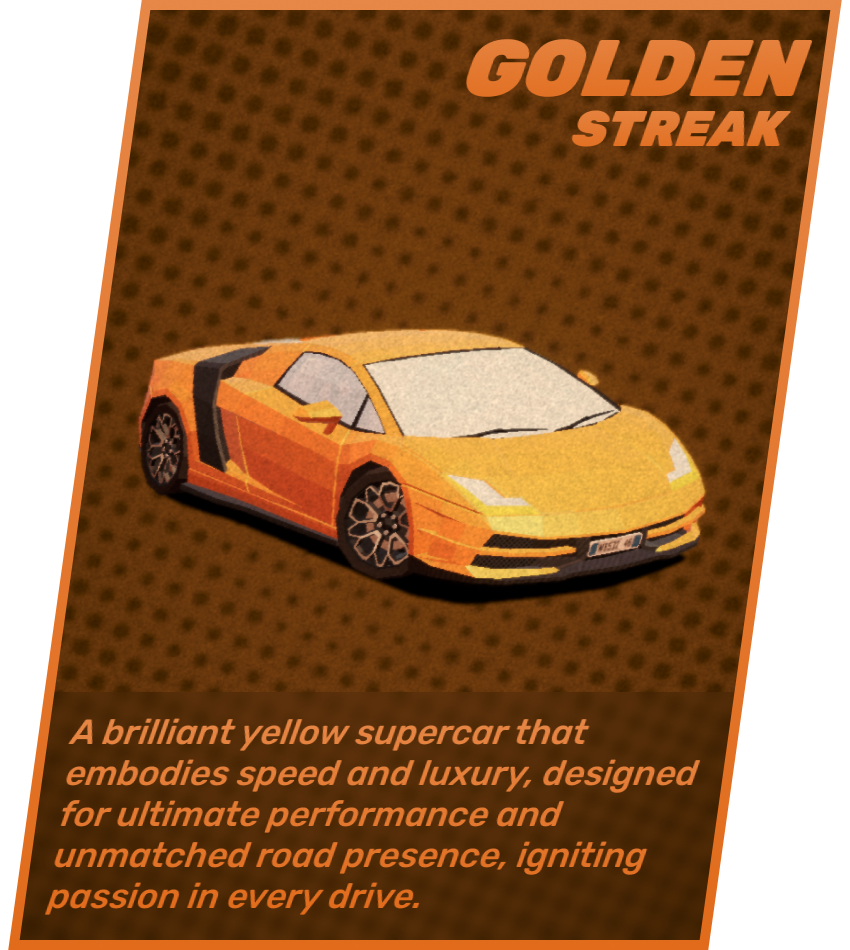 GOLDEN
STREAK
A brilliant yellow supercar that
embodies speed and luxury, designed
for ultimate performance and
unmatched road presence, igniting
passion in every drive.